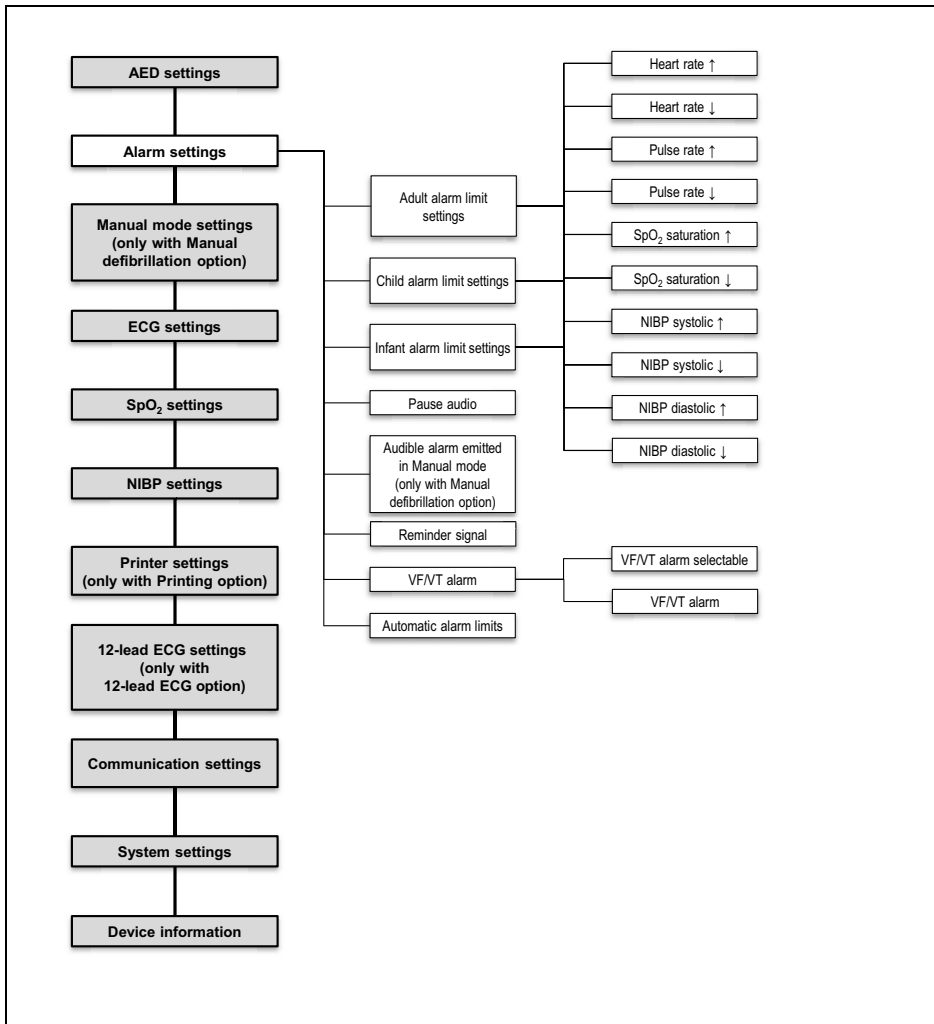 AED settings
Alarm settings
Manual mode settings
(only with Manual
defibrillation option)
ECG settings
SpO₂ settings
NIBP settings
Printer settings
(only with Printing option)
12-lead ECG settings
(only with
12-lead ECG option)
Communication settings
System settings
Device information
Adult alarm limit
settings
Child alarm limit settings
Infant alarm limit settings
Pause audio
Audible alarm emitted
in Manual mode
(only with Manual
defibrillation option)
Reminder signal
VF/VT alarm
Automatic alarm limits
Heart rate ↑
Heart rate ↓
Pulse rate ↑
Pulse rate ↓
SpO₂ saturation ↑
SpO₂ saturation ↓
NIBP systolic ↑
NIBP systolic ↓
NIBP diastolic ↑
NIBP diastolic ↓
VF/VT alarm selectable
VF/VT alarm